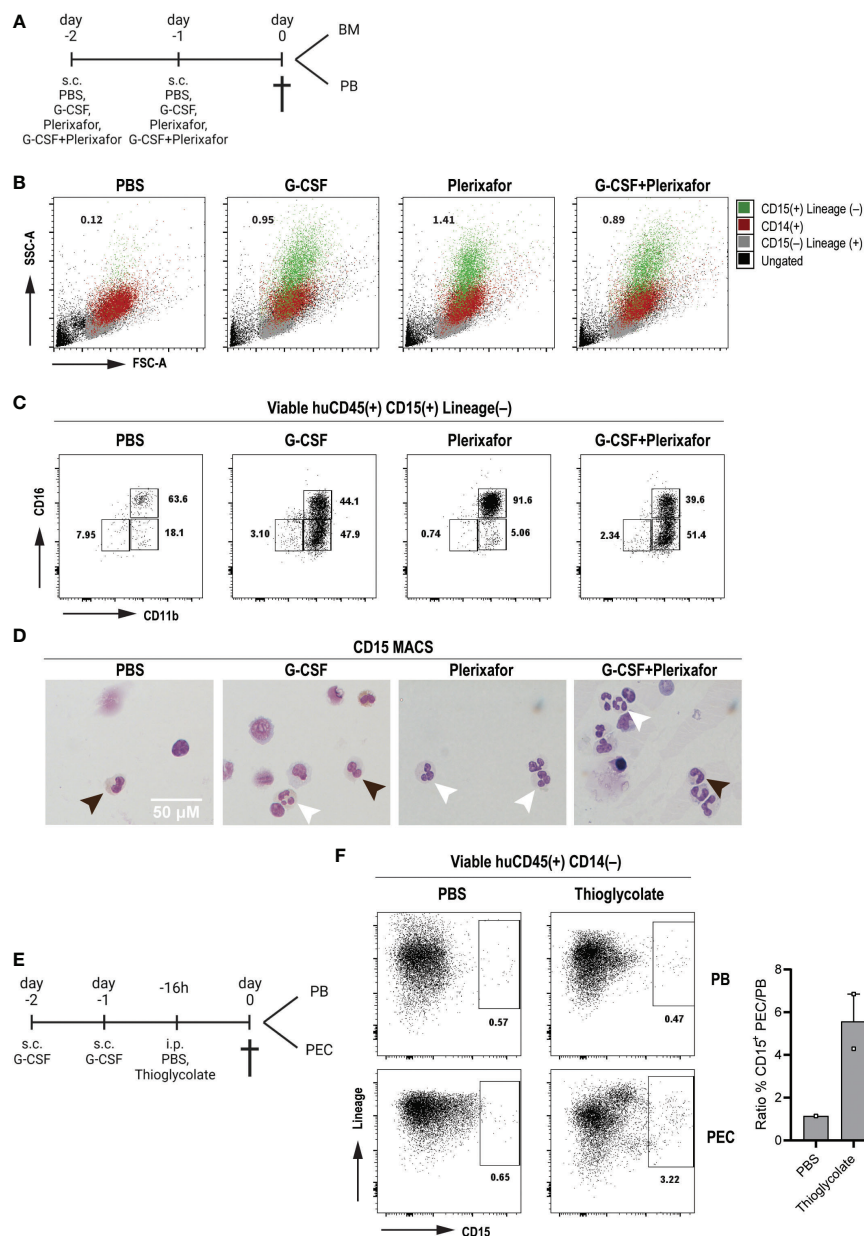 A
day -2
day -1
day 0
BM
PB
s.c.
PBS,
G-CSF,
Plerixafor,
G-CSF+Plerixafor
s.c.
PBS,
G-CSF,
Plerixafor,
G-CSF+Plerixafor
B
PBS
G-CSF
Plerixafor
G-CSF+Plerixafor
0.12
0.95
1.41
0.89
SSC-A
FSC-A
CD15(+) Lineage (–)
CD14(+)
CD15(–) Lineage (+)
Ungated
C
Viable huCD45(+) CD15(+) Lineage(–)
PBS
G-CSF
Plerixafor
G-CSF+Plerixafor
CD16
63.6
7.95
18.1
44.1
3.10
47.9
91.6
0.74
5.06
39.6
2.34
51.4
CD11b
D
CD15 MACS
PBS
G-CSF
Plerixafor
G-CSF+Plerixafor
50 µM
E
day -2
day -1
-16h
day 0
PB
PEC
s.c.
G-CSF
s.c.
G-CSF
i.p.
PBS,
Thioglycolate
F
Viable huCD45(+) CD14(–)
PBS
Thioglycolate
0.57
0.47
PB
0.65
3.22
PEC
Lineage
CD15
Ratio % CD15⁺ PEC/PB
8
6
4
2
0
PBS
Thioglycolate